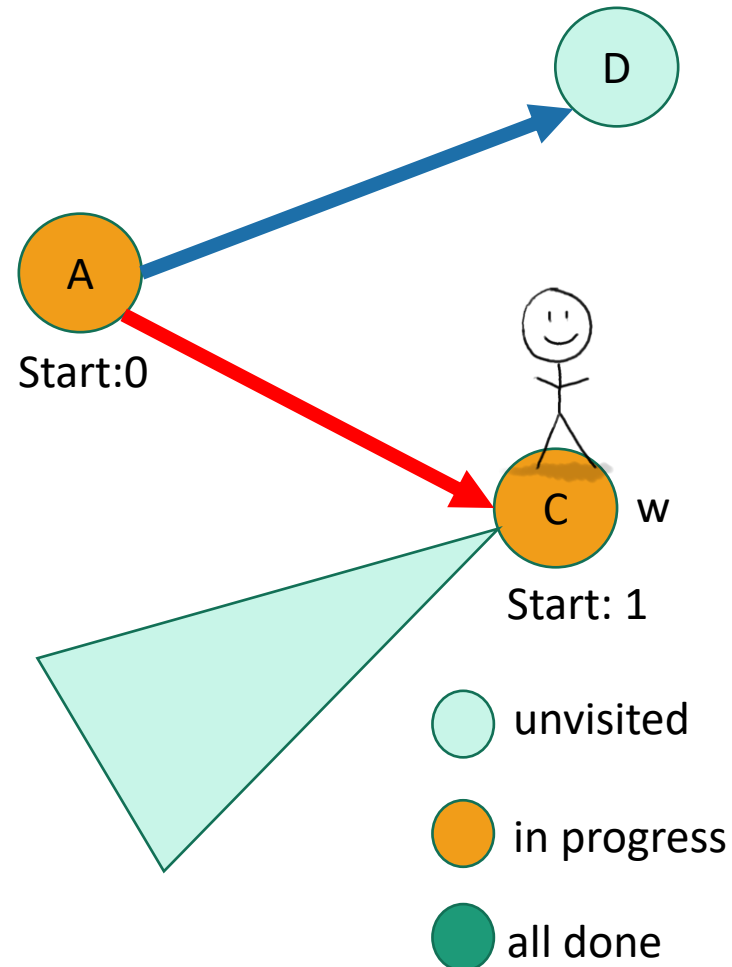 D
A
Start:0
C
w
Start: 1
unvisited
in progress
all done